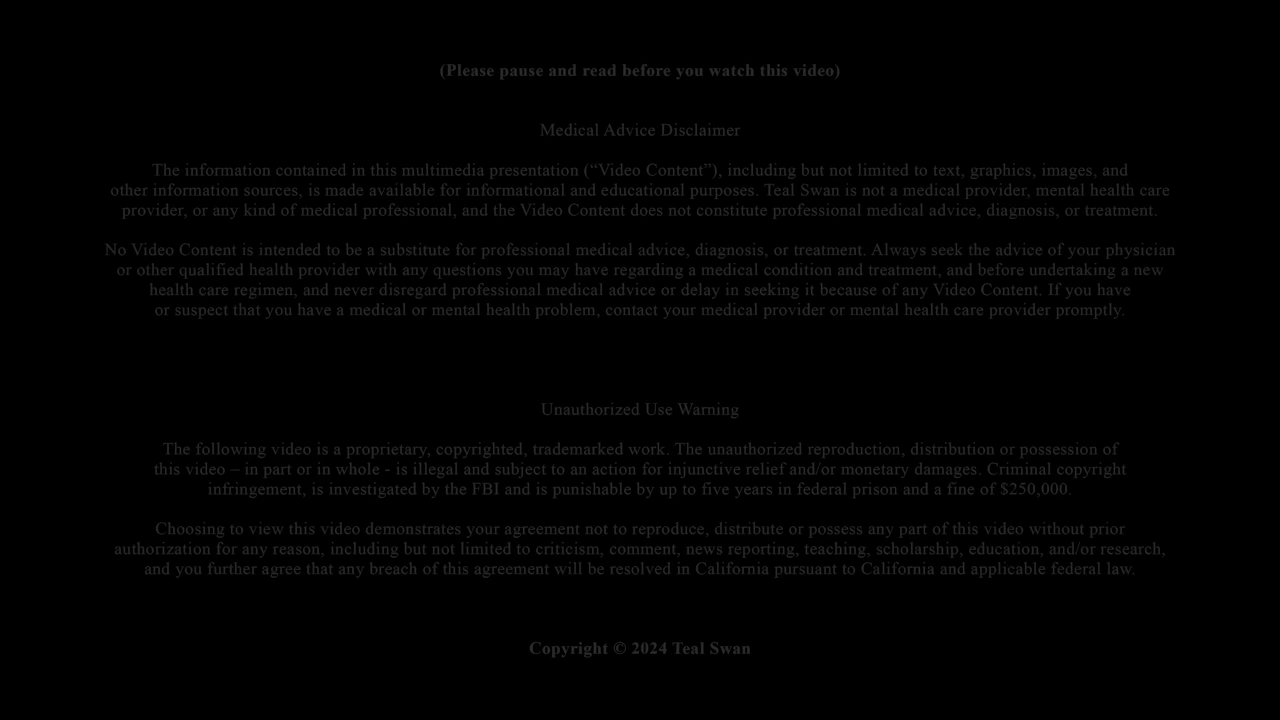 (Please pause and read before you watch this video)
Medical Advice Disclaimer
The information contained in this multimedia presentation (“Video Content”), including but not limited to text, graphics, images, and
other information sources, is made available for informational and educational purposes. Teal Swan is not a medical provider, mental health care
provider, or any kind of medical professional, and the Video Content does not constitute professional medical advice, diagnosis, or treatment.
No Video Content is intended to be a substitute for professional medical advice, diagnosis, or treatment. Always seek the advice of your physician
or other qualified health provider with any questions you may have regarding a medical condition and treatment, and before undertaking a new
health care regimen, and never disregard professional medical advice or delay in seeking it because of any Video Content. If you have
or suspect that you have a medical or mental health problem, contact your medical provider or mental health care provider promptly.
Unauthorized Use Warning
The following video is a proprietary, copyrighted, trademarked work. The unauthorized reproduction, distribution or possession of
this video – in part or in whole - is illegal and subject to an action for injunctive relief and/or monetary damages. Criminal copyright
infringement, is investigated by the FBI and is punishable by up to five years in federal prison and a fine of $250,000.
Choosing to view this video demonstrates your agreement not to reproduce, distribute or possess any part of this video without prior
authorization for any reason, including but not limited to criticism, comment, news reporting, teaching, scholarship, education, and/or research,
and you further agree that any breach of this agreement will be resolved in California pursuant to California and applicable federal law.
Copyright © 2024 Teal Swan